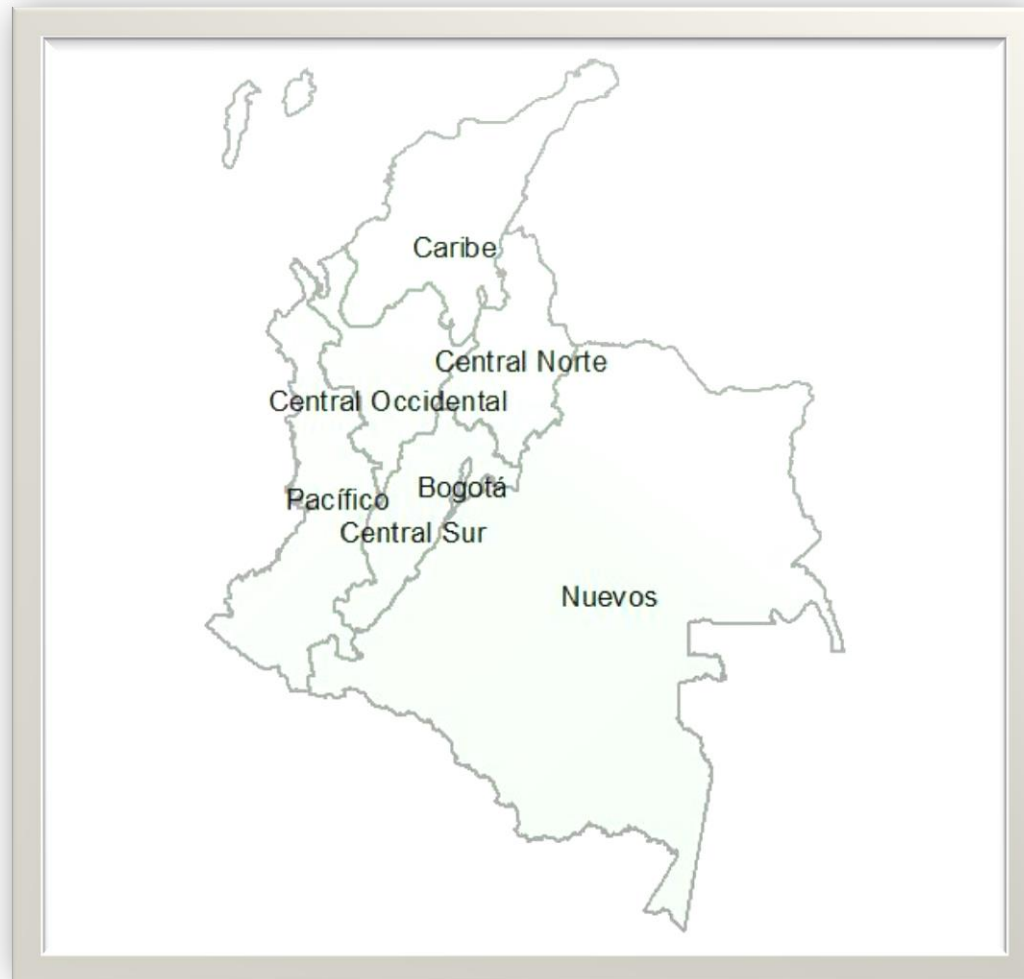 Caribe
Central Norte
Central Occidental
Bogotá
Pacífico
Central Sur
Nuevos